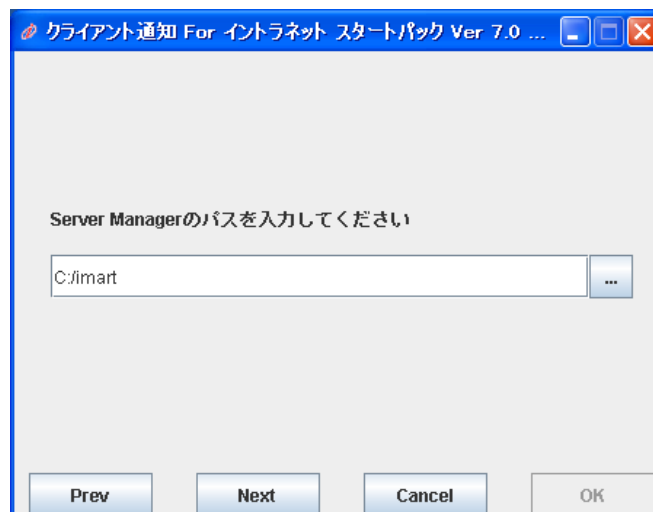 クライアント通知 For イントラネット スタートパック Ver 7.0 ...
Server Managerのパスを入力してください
C:/imart
...
Prev Next Cancel OK